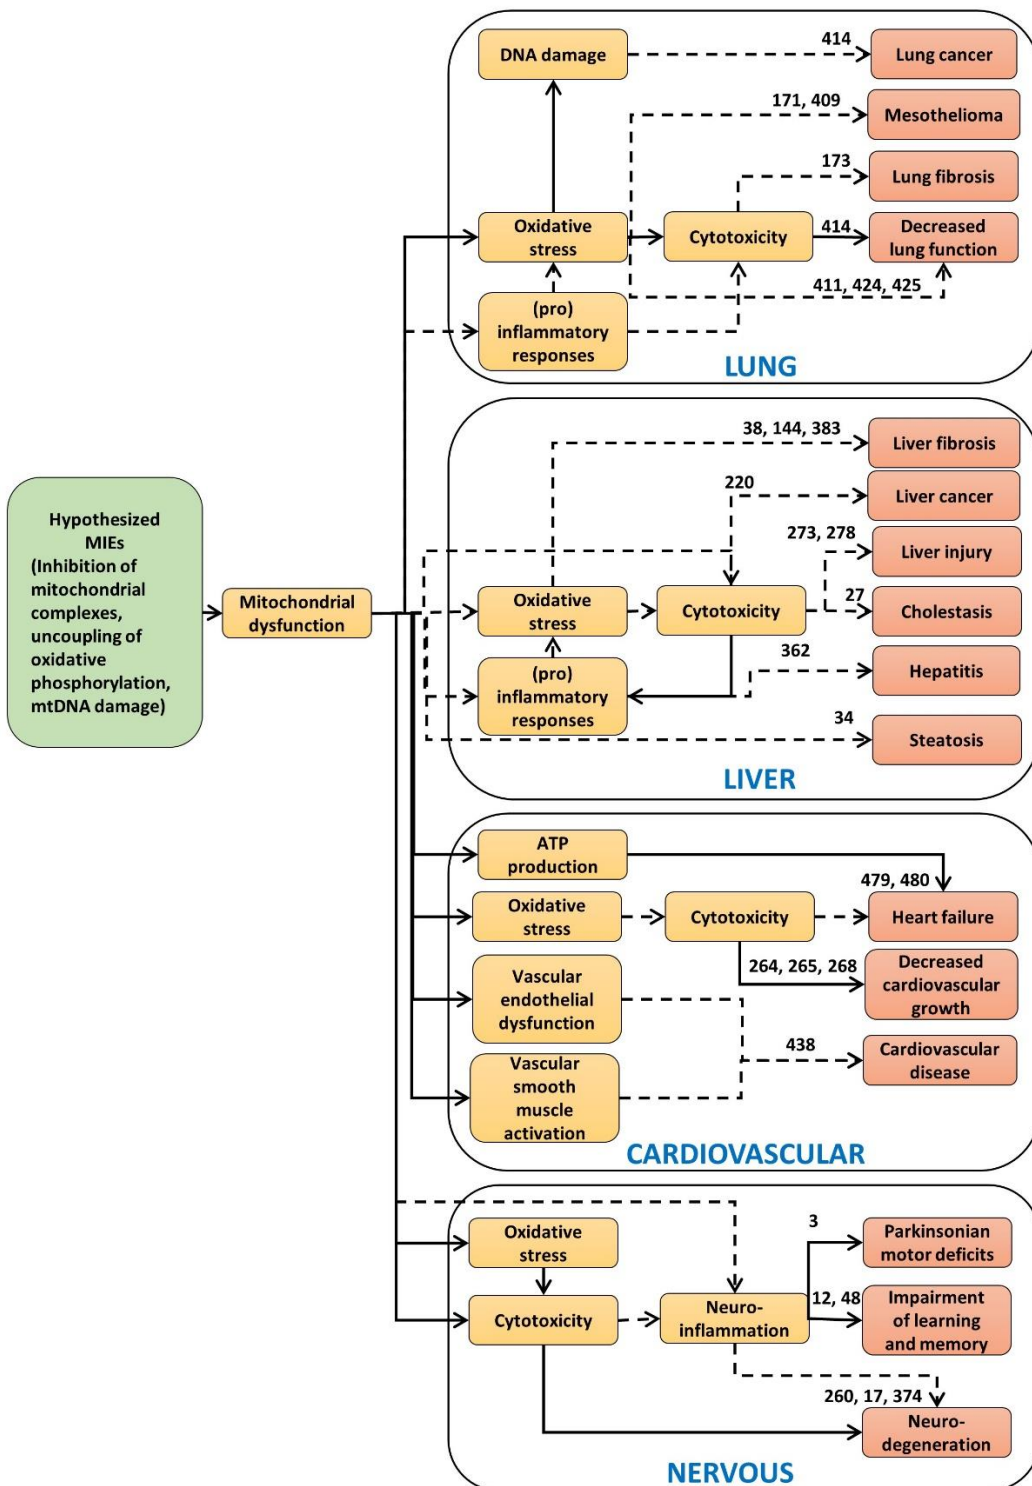 Hypothesized
MIEs
(Inhibition of
mitochondrial
complexes,
uncoupling of
oxidative
phosphorylation,
mtDNA damage)
Mitochondrial
dysfunction
DNA damage
414
Lung cancer
171, 409
Mesothelioma
173
Lung fibrosis
Oxidative
stress
Cytotoxicity
414
Decreased
lung function
411, 424, 425
(pro)
inflammatory
responses
LUNG
38, 144, 383
Liver fibrosis
220
Liver cancer
273, 278
Liver injury
Oxidative
stress
Cytotoxicity
27
Cholestasis
(pro)
inflammatory
responses
362
Hepatitis
34
Steatosis
LIVER
ATP
production
479, 480
Oxidative
stress
Cytotoxicity
Heart failure
264, 265, 268
Decreased
cardiovascular
growth
Vascular
endothelial
dysfunction
438
Cardiovascular
disease
Vascular
smooth
muscle
activation
CARDIOVASCULAR
Oxidative
stress
3
Parkinsonian
motor deficits
Cytotoxicity
Neuro-
inflammation
12, 48
Impairment
of learning
and memory
260, 17, 374
Neuro-
degeneration
NERVOUS